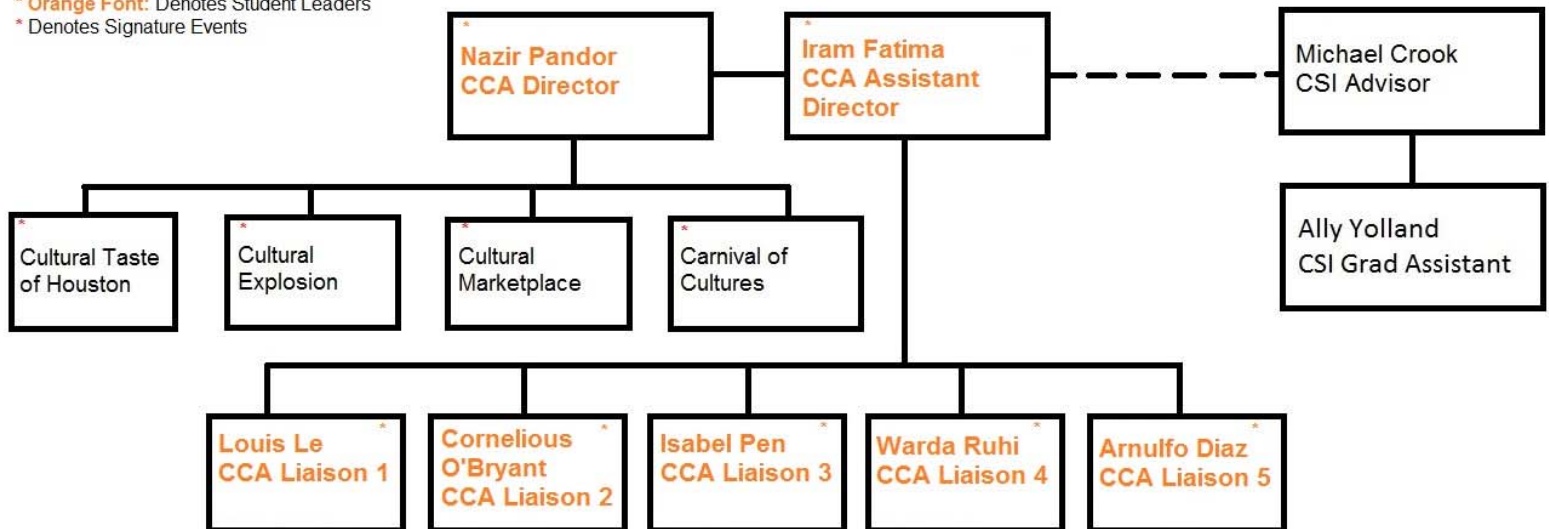 * Orange Font: Denotes Student Leaders
* Denotes Signature Events
*
Nazir Pandor
CCA Director
*
Iram Fatima
CCA Assistant
Director
Michael Crook
CSI Advisor
Ally Yolland
CSI Grad Assistant
*
Cultural Taste
of Houston
*
Cultural
Explosion
*
Cultural
Marketplace
*
Carnival of
Cultures
Louis Le *
CCA Liaison 1
Cornelious *
O'Bryant
CCA Liaison 2
Isabel Pen *
CCA Liaison 3
Warda Ruhi *
CCA Liaison 4
Arnulfo Diaz *
CCA Liaison 5